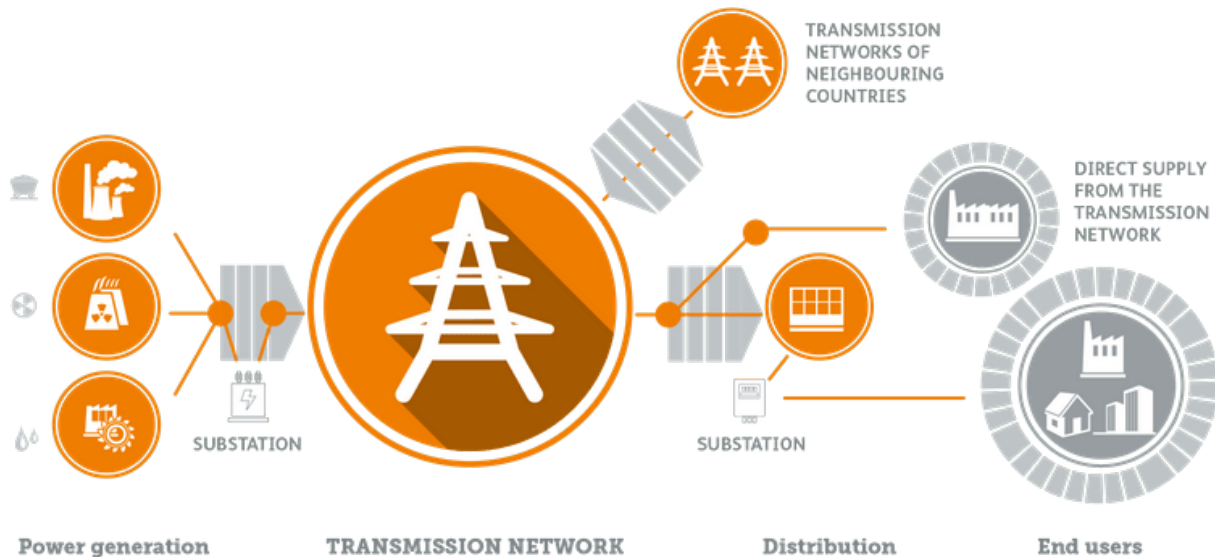 TRANSMISSION
NETWORKS OF
NEIGHBOURING
COUNTRIES
DIRECT SUPPLY
FROM THE
TRANSMISSION
NETWORK
SUBSTATION
SUBSTATION
Power generation
TRANSMISSION NETWORK
Distribution
End users